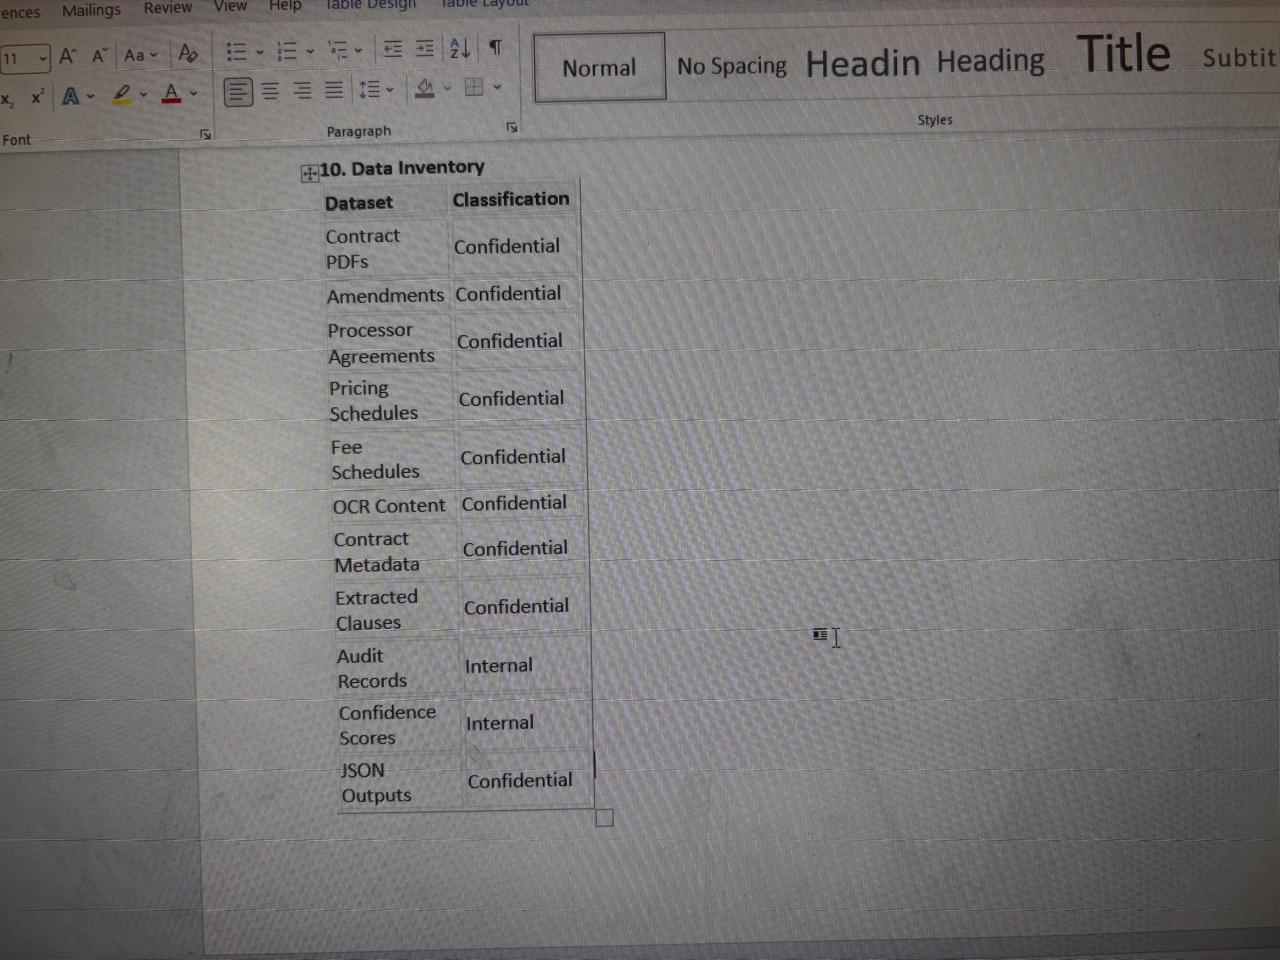 ences Mailings Review View Help Table Design Table Layout
11 A A Aa A
x₂ x² A A
Normal No Spacing Headin Heading Title Subtit
Font Paragraph Styles
10. Data Inventory
Dataset Classification
Contract
PDFs Confidential
Amendments Confidential
Processor
Agreements Confidential
Pricing
Schedules Confidential
Fee
Schedules Confidential
OCR Content Confidential
Contract
Metadata Confidential
Extracted
Clauses Confidential
Audit
Records Internal
Confidence
Scores Internal
JSON
Outputs Confidential